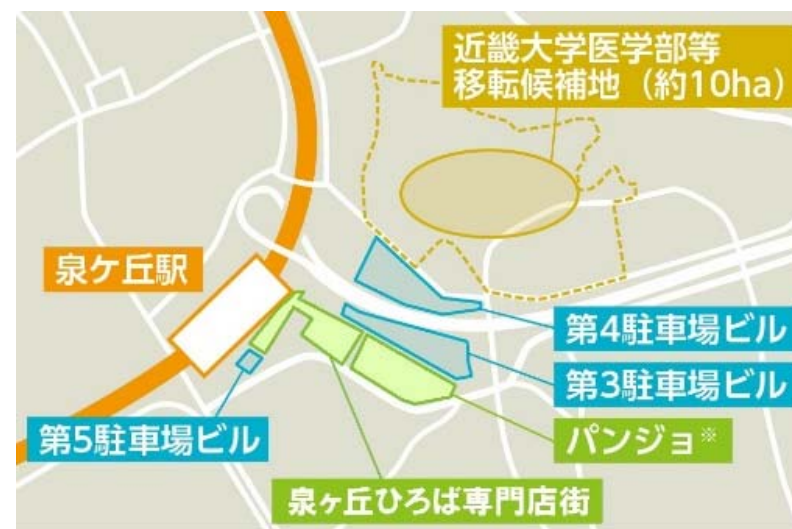 近畿大学医学部等
移転候補地（約10ha）
泉ケ丘駅
第4駐車場ビル
第3駐車場ビル
第5駐車場ビル
パンジョ※
泉ヶ丘ひろば専門店街